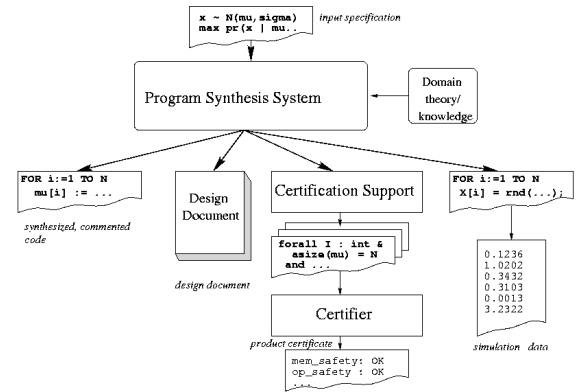 x ~ N(mu,sigma)
max pr(x | mu..
input specification
Program Synthesis System
Domain
theory/
knowledge
FOR i:=1 TO N
mu[i] := ...
synthesized, commented
code
Design
Document
design document
Certification Support
forall I : int &
asize(mu) = N
and ...
Certifier
product certificate
mem_safety: OK
op_safety : OK
...
FOR i:=1 TO N
X[i] = rnd(...);
0.1236
1.0202
0.3432
0.3103
0.0013
3.2322
simulation data